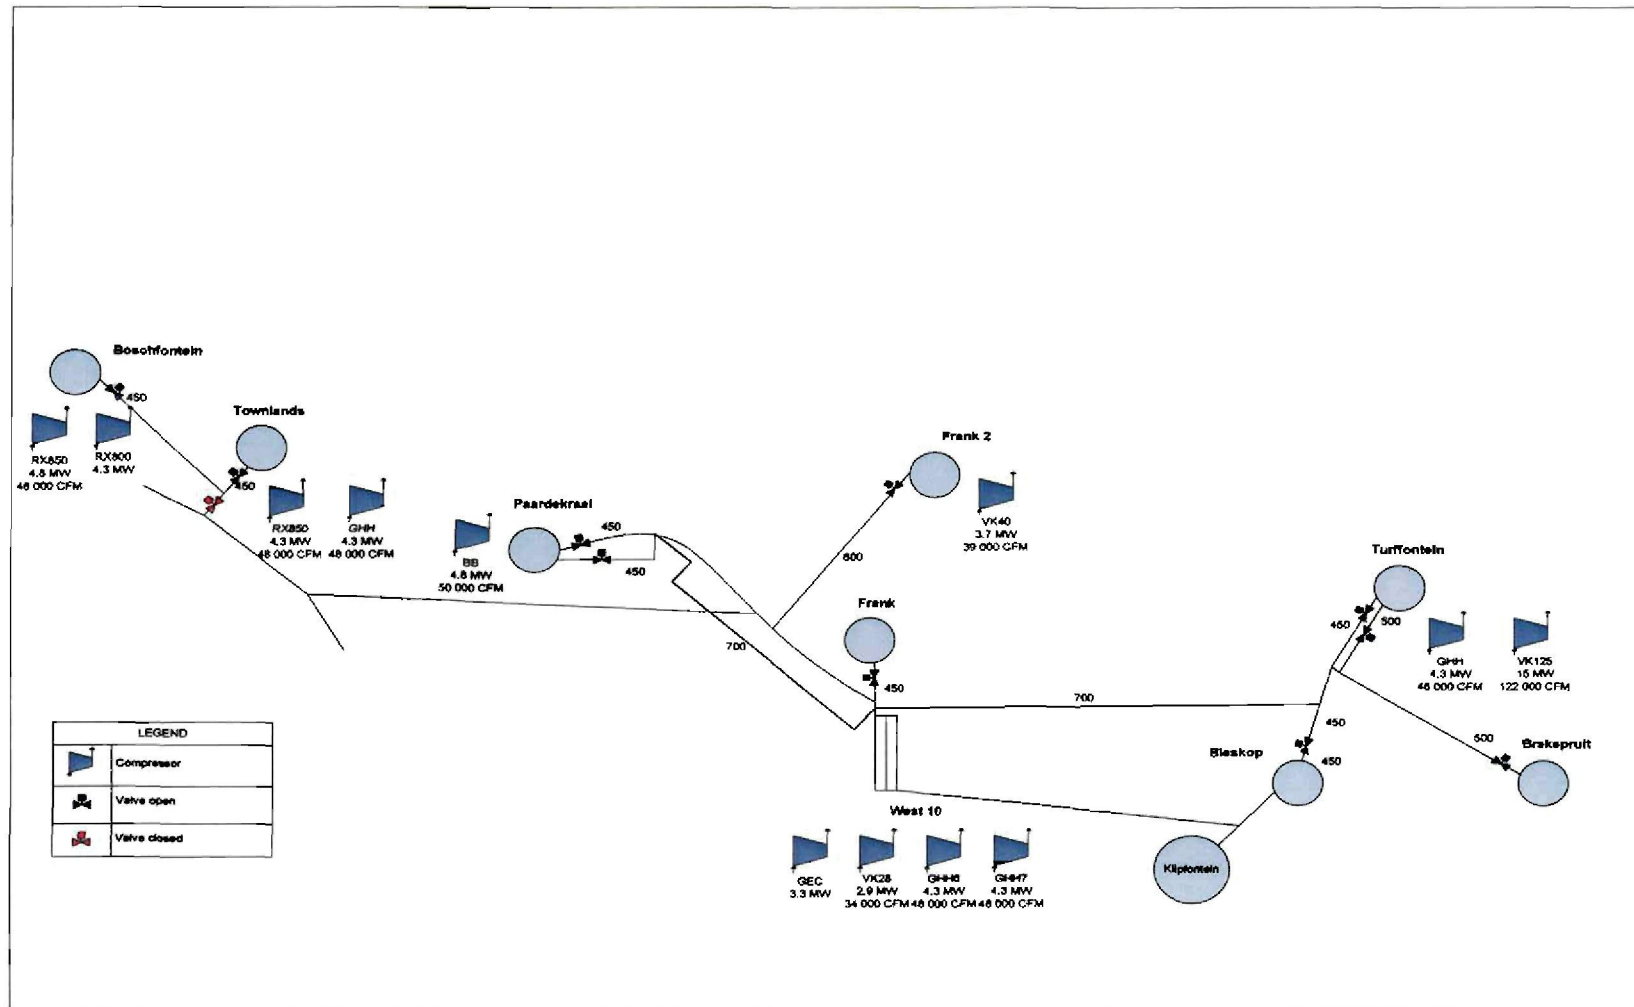 Boschfontein
450
RX850
4.8 MW
48 000 CFM
RX800
4.3 MW
Townlands
450
RX850
4.3 MW
48 000 CFM
GHH
4.3 MW
48 000 CFM
Paardekraal
450
450
BB
4.8 MW
50 000 CFM
700
Frank 2
VK40
3.7 MW
39 000 CFM
600
Frank
450
700
Turffontein
450
500
GHH
4.3 MW
48 000 CFM
VK125
15 MW
122 000 CFM
450
Bleskop
450
500
Brakspruit
Klipfontein
West 10
GEC
3.3 MW
VK28
2.9 MW
34 000 CFM
GHH6
4.3 MW
48 000 CFM
GHH7
4.3 MW
48 000 CFM
LEGEND
Compressor
Valve open
Valve closed